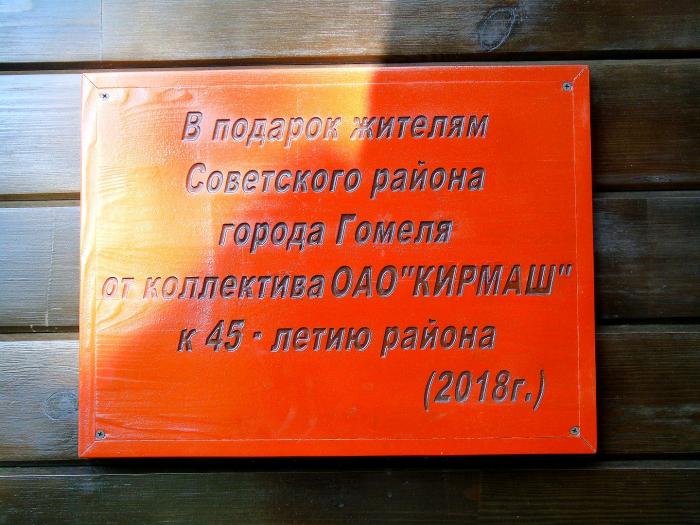 В подарок жителям
Советского района
города Гомеля
от коллектива ОАО"КИРМАШ"
к 45 - летию района
(2018г.)